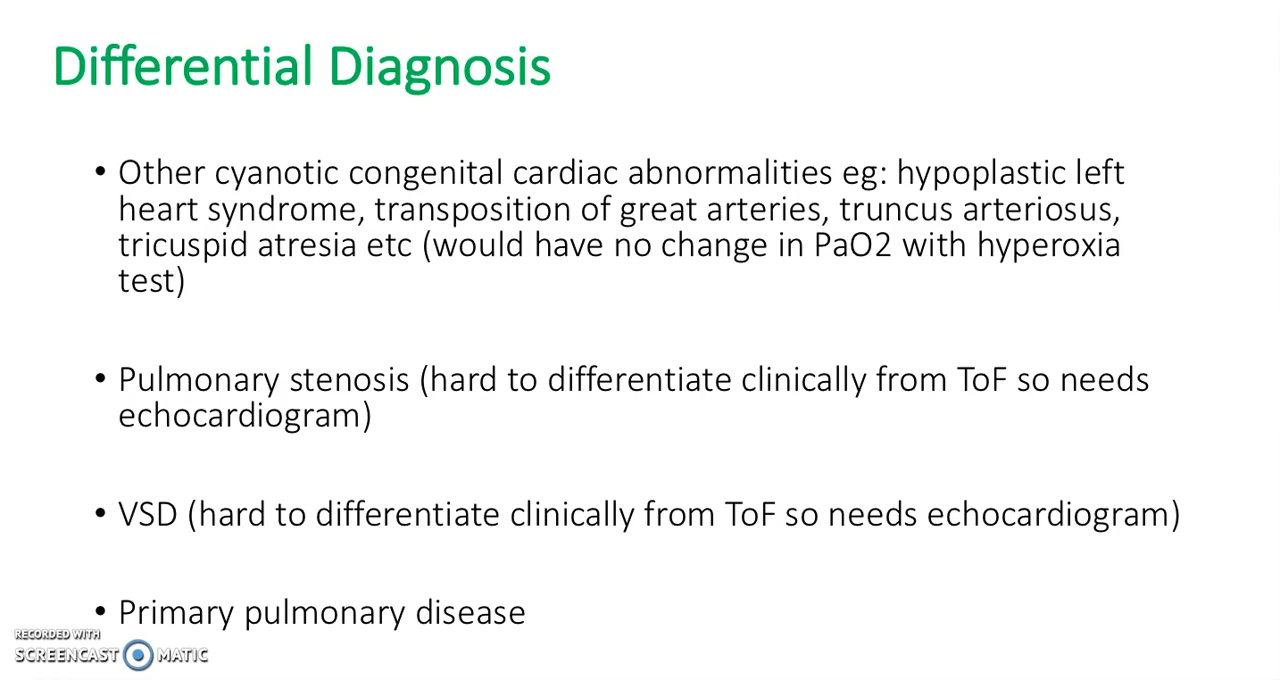 Differential Diagnosis
• Other cyanotic congenital cardiac abnormalities eg: hypoplastic left
heart syndrome, transposition of great arteries, truncus arteriosus,
tricuspid atresia etc (would have no change in PaO2 with hyperoxia
test)
• Pulmonary stenosis (hard to differentiate clinically from ToF so needs
echocardiogram)
• VSD (hard to differentiate clinically from ToF so needs echocardiogram)
• Primary pulmonary disease
RECORDED WITH
SCREENCAST MATIC